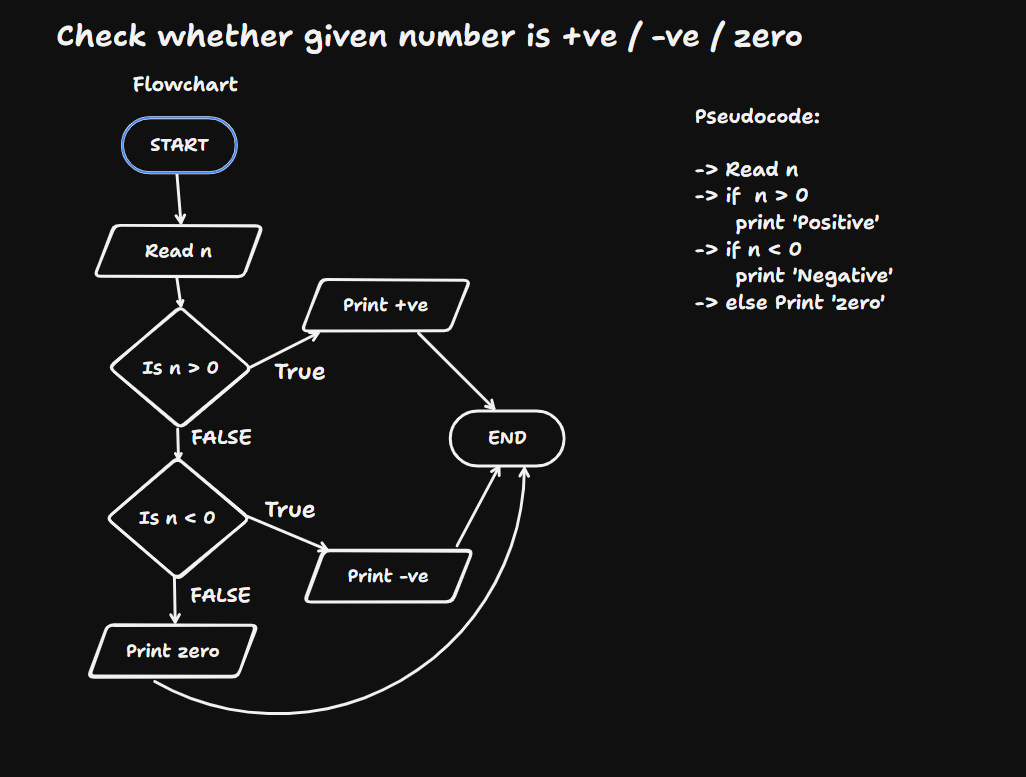 Check whether given number is +ve / -ve / zero
Flowchart
START
Read n
Print +ve
Is n > 0
True
FALSE
END
Is n < 0
True
Print -ve
FALSE
Print zero
Pseudocode:
-> Read n
-> if  n > 0
print 'Positive'
-> if n < 0
print 'Negative'
-> else Print 'zero'